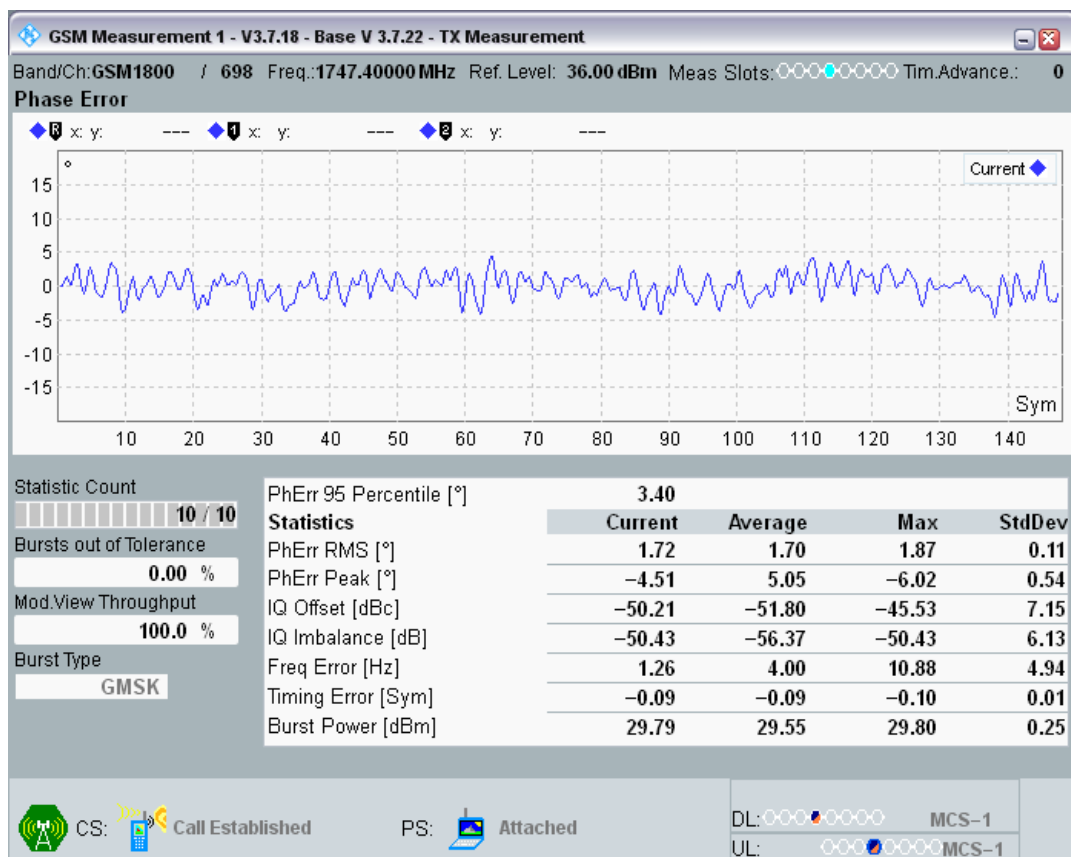 GSM Measurement 1 - V3.7.18 - Base V 3.7.22 - TX Measurement
Band/Ch:GSM1800 / 698 Freq.:1747.40000 MHz Ref. Level: 36.00 dBm Meas Slots: Tim.Advance.: 0
Phase Error
R x: y: --- 1 x: y: --- 2 x: y: ---
°
Current
15
10
5
0
-5
-10
-15
Sym
10 20 30 40 50 60 70 80 90 100 110 120 130 140
Statistic Count
10 / 10
Bursts out of Tolerance
0.00 %
Mod.View Throughput
100.0 %
Burst Type
GMSK
PhErr 95 Percentile [°] 3.40
Statistics Current Average Max StdDev
PhErr RMS [°] 1.72 1.70 1.87 0.11
PhErr Peak [°] −4.51 5.05 −6.02 0.54
IQ Offset [dBc] −50.21 −51.80 −45.53 7.15
IQ Imbalance [dB] −50.43 −56.37 −50.43 6.13
Freq Error [Hz] 1.26 4.00 10.88 4.94
Timing Error [Sym] −0.09 −0.09 −0.10 0.01
Burst Power [dBm] 29.79 29.55 29.80 0.25
CS: Call Established PS: Attached
DL: MCS−1
UL: MCS−1